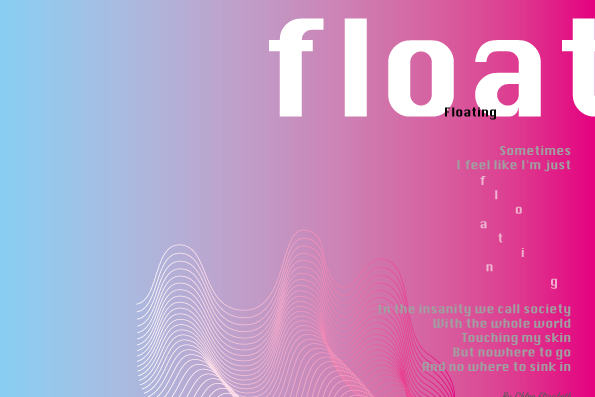 float
Floating
Sometimes
I feel like I'm just
f
l
o
a
t
i
n
g
In the insanity we call society
With the whole world
Touching my skin
But nowhere to go
And no where to sink in